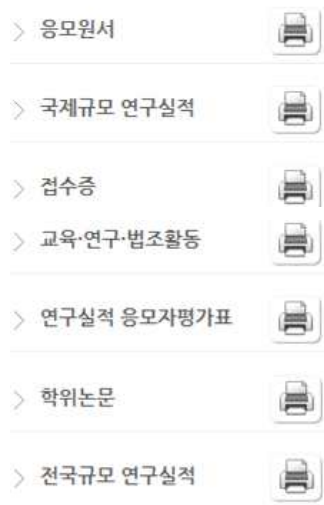 응모원서
국제규모 연구실적
접수증
교육·연구·법조활동
연구실적 응모자평가표
학위논문
전국규모 연구실적